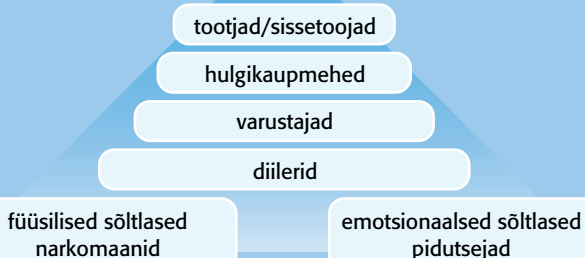 tootjad/sissetoojad
hulgikaupmehed
varustajad
diilerid
füüsilised sõltlased
narkomaanid
emotsionaalsed sõltlased
pidutsejad